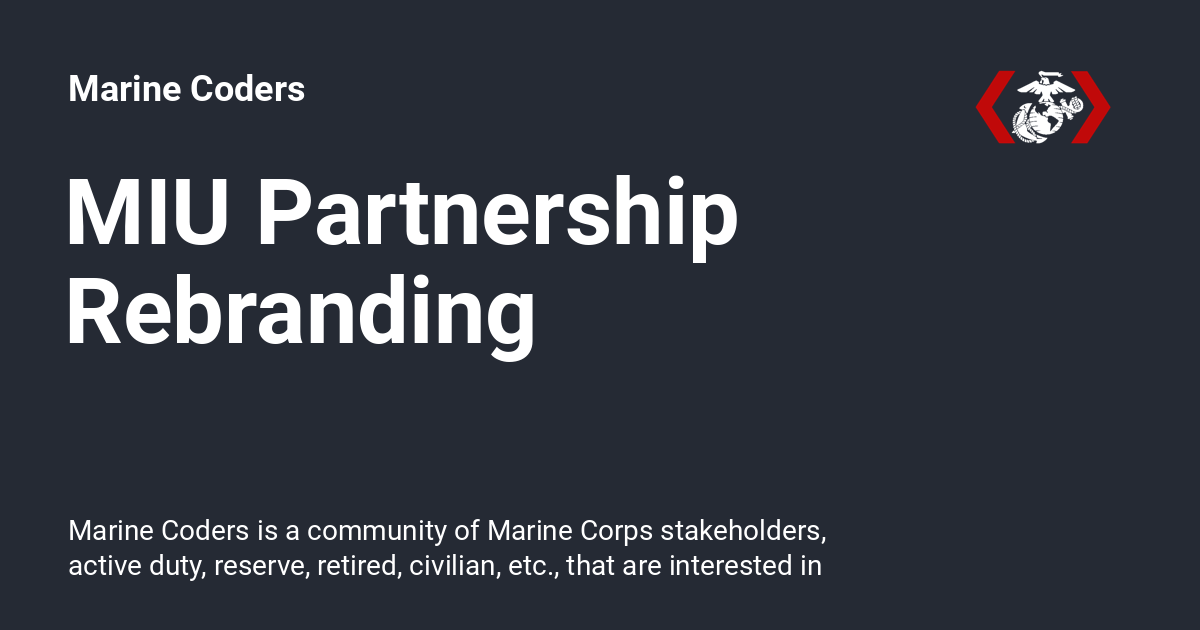 Marine Coders
MIU Partnership
Rebranding
Marine Coders is a community of Marine Corps stakeholders,
active duty, reserve, retired, civilian, etc., that are interested in